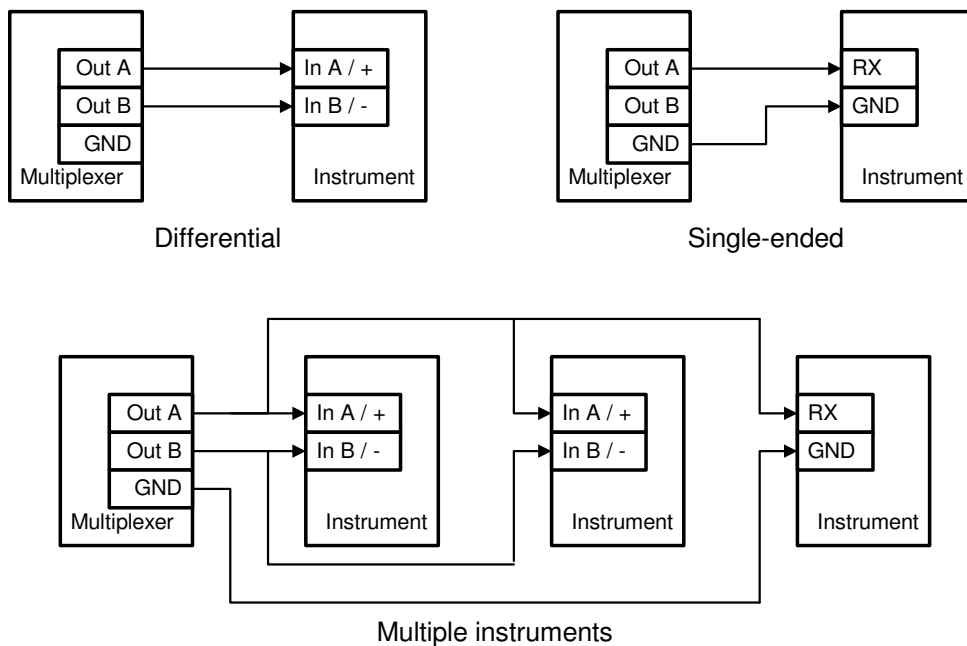 Out A
Out B
GND
Multiplexer
In A / +
In B / -
Instrument
Differential
Out A
Out B
GND
Multiplexer
RX
GND
Instrument
Single-ended
Out A
Out B
GND
Multiplexer
In A / +
In B / -
Instrument
In A / +
In B / -
Instrument
RX
GND
Instrument
Multiple instruments